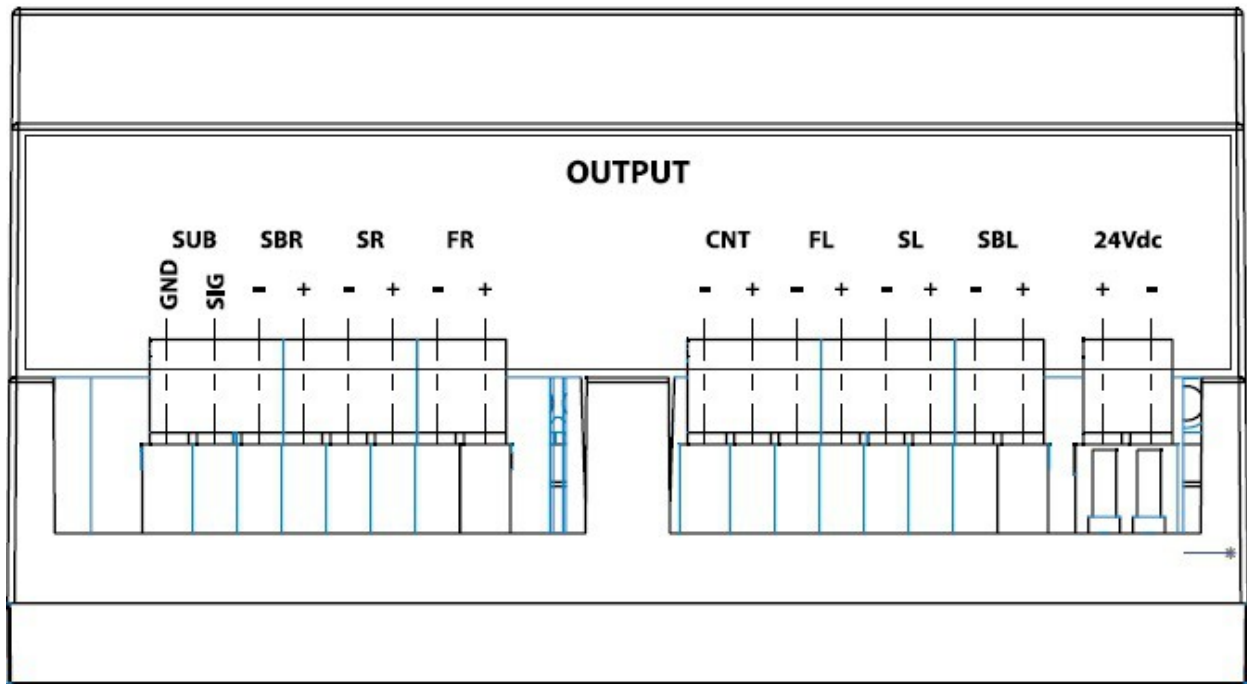 OUTPUT
SUB SBR SR FR CNT FL SL SBL 24Vdc
GND SIG - + - + - + - + - + - + - + + -